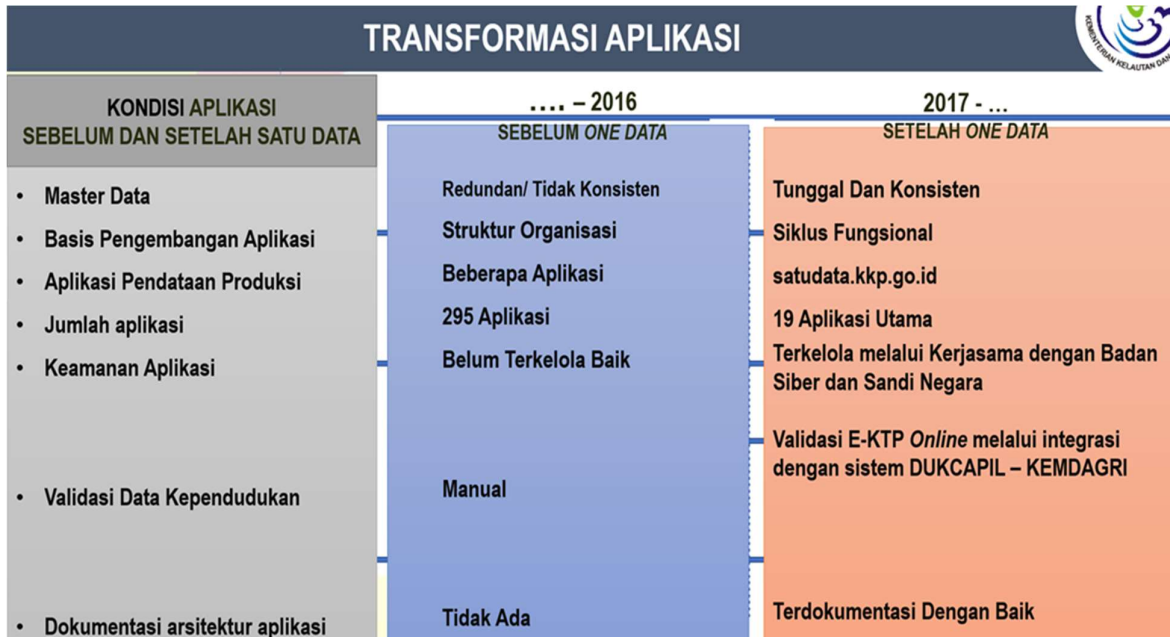 TRANSFORMASI APLIKASI
KEMENTERIAN KELAUTAN DAN
KONDISI APLIKASI
SEBELUM DAN SETELAH SATU DATA
.... – 2016
SEBELUM ONE DATA
2017 - ...
SETELAH ONE DATA
• Master Data
Redundan/ Tidak Konsisten
Tunggal Dan Konsisten
• Basis Pengembangan Aplikasi
Struktur Organisasi
Siklus Fungsional
• Aplikasi Pendataan Produksi
Beberapa Aplikasi
satudata.kkp.go.id
• Jumlah aplikasi
295 Aplikasi
19 Aplikasi Utama
• Keamanan Aplikasi
Belum Terkelola Baik
Terkelola melalui Kerjasama dengan Badan
Siber dan Sandi Negara
• Validasi Data Kependudukan
Manual
Validasi E-KTP Online melalui integrasi
dengan sistem DUKCAPIL – KEMDAGRI
• Dokumentasi arsitektur aplikasi
Tidak Ada
Terdokumentasi Dengan Baik